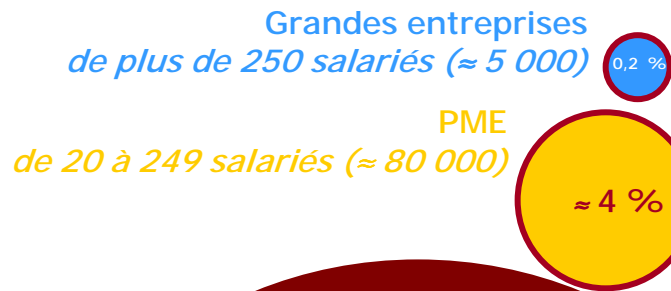 Grandes entreprises
de plus de 250 salariés (≈ 5 000)
0,2 %
PME
de 20 à 249 salariés (≈ 80 000)
≈ 4 %